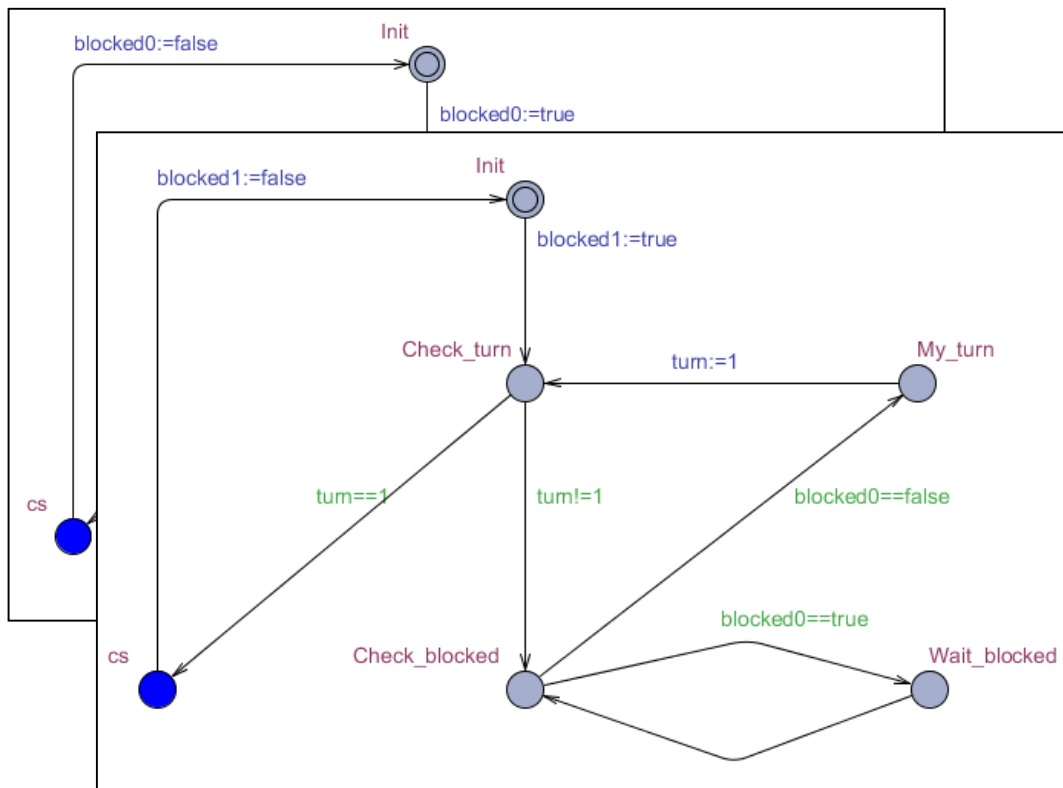 Init
blocked0:=false
blocked0:=true
Init
blocked1:=false
blocked1:=true
Check_turn
My_turn
turn:=1
cs
turn==1
turn!=1
blocked0==false
blocked0==true
cs
Check_blocked
Wait_blocked